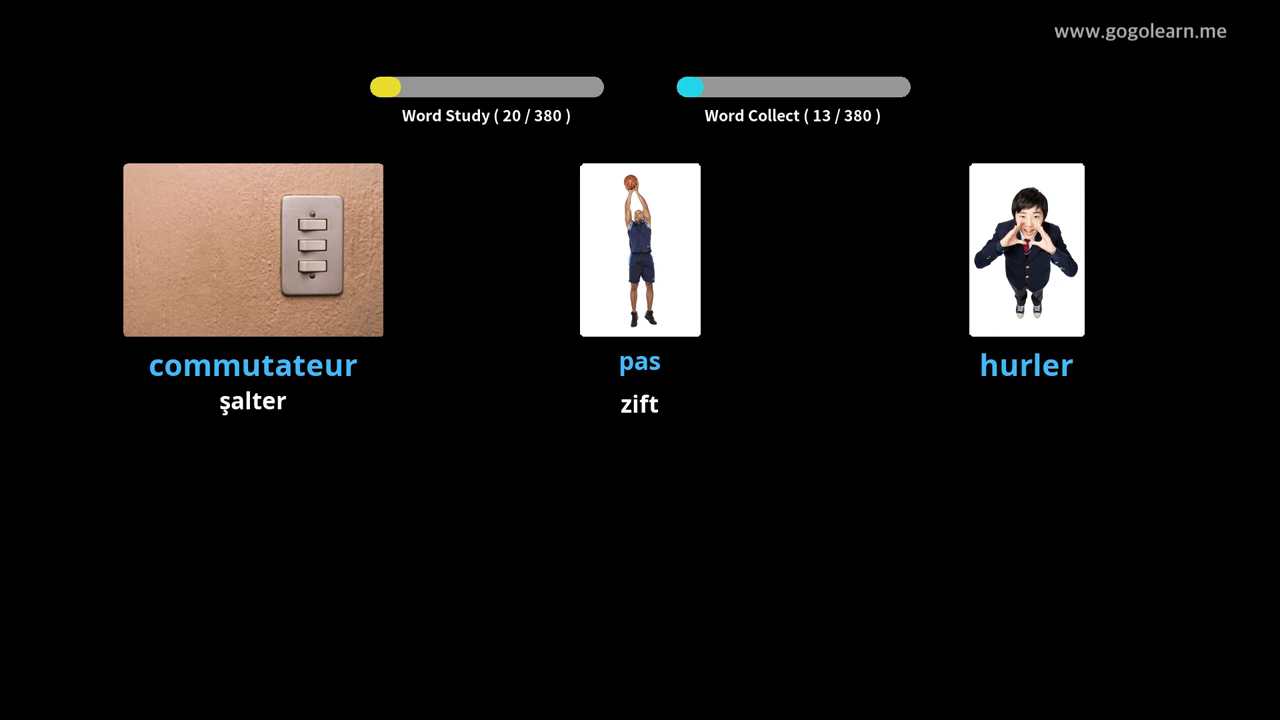 www.gogolearn.me
Word Study ( 20 / 380 )
Word Collect ( 13 / 380 )
commutateur
şalter
pas
zift
hurler